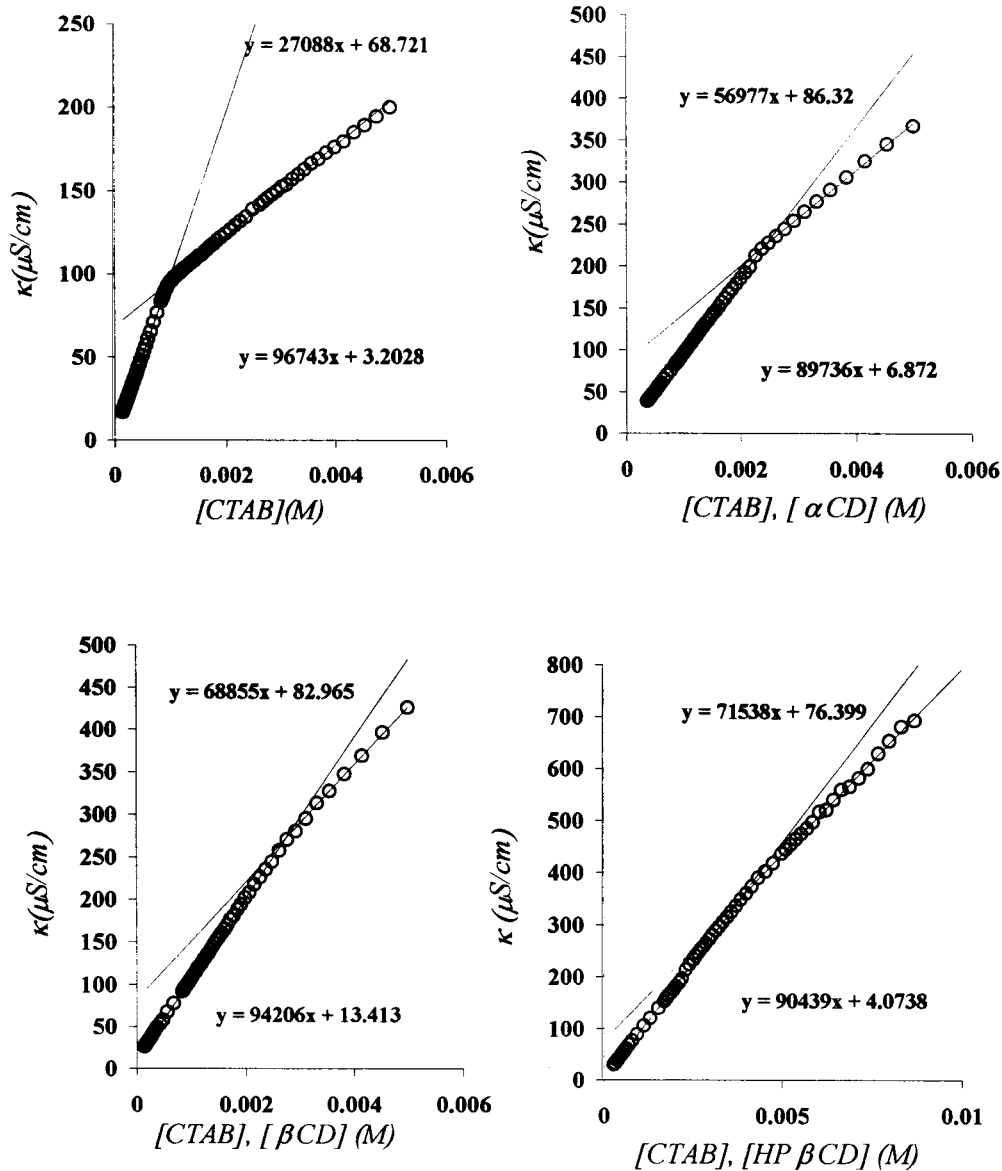 250
y = 27088x + 68.721
200
150
κ(μS/cm)
100
50
y = 96743x + 3.2028
0
0 0.002 0.004 0.006
[CTAB](M)
500
450
400
y = 56977x + 86.32
350
300
κ(μS/cm)
250
200
150
100
y = 89736x + 6.872
50
0
0 0.002 0.004 0.006
[CTAB], [αCD] (M)
500
450
y = 68855x + 82.965
400
350
300
κ(μS/cm)
250
200
150
100
y = 94206x + 13.413
50
0
0 0.002 0.004 0.006
[CTAB], [βCD] (M)
800
700
y = 71538x + 76.399
600
500
κ (μS/cm)
400
300
200
y = 90439x + 4.0738
100
0
0 0.005 0.01
[CTAB], [HP βCD] (M)